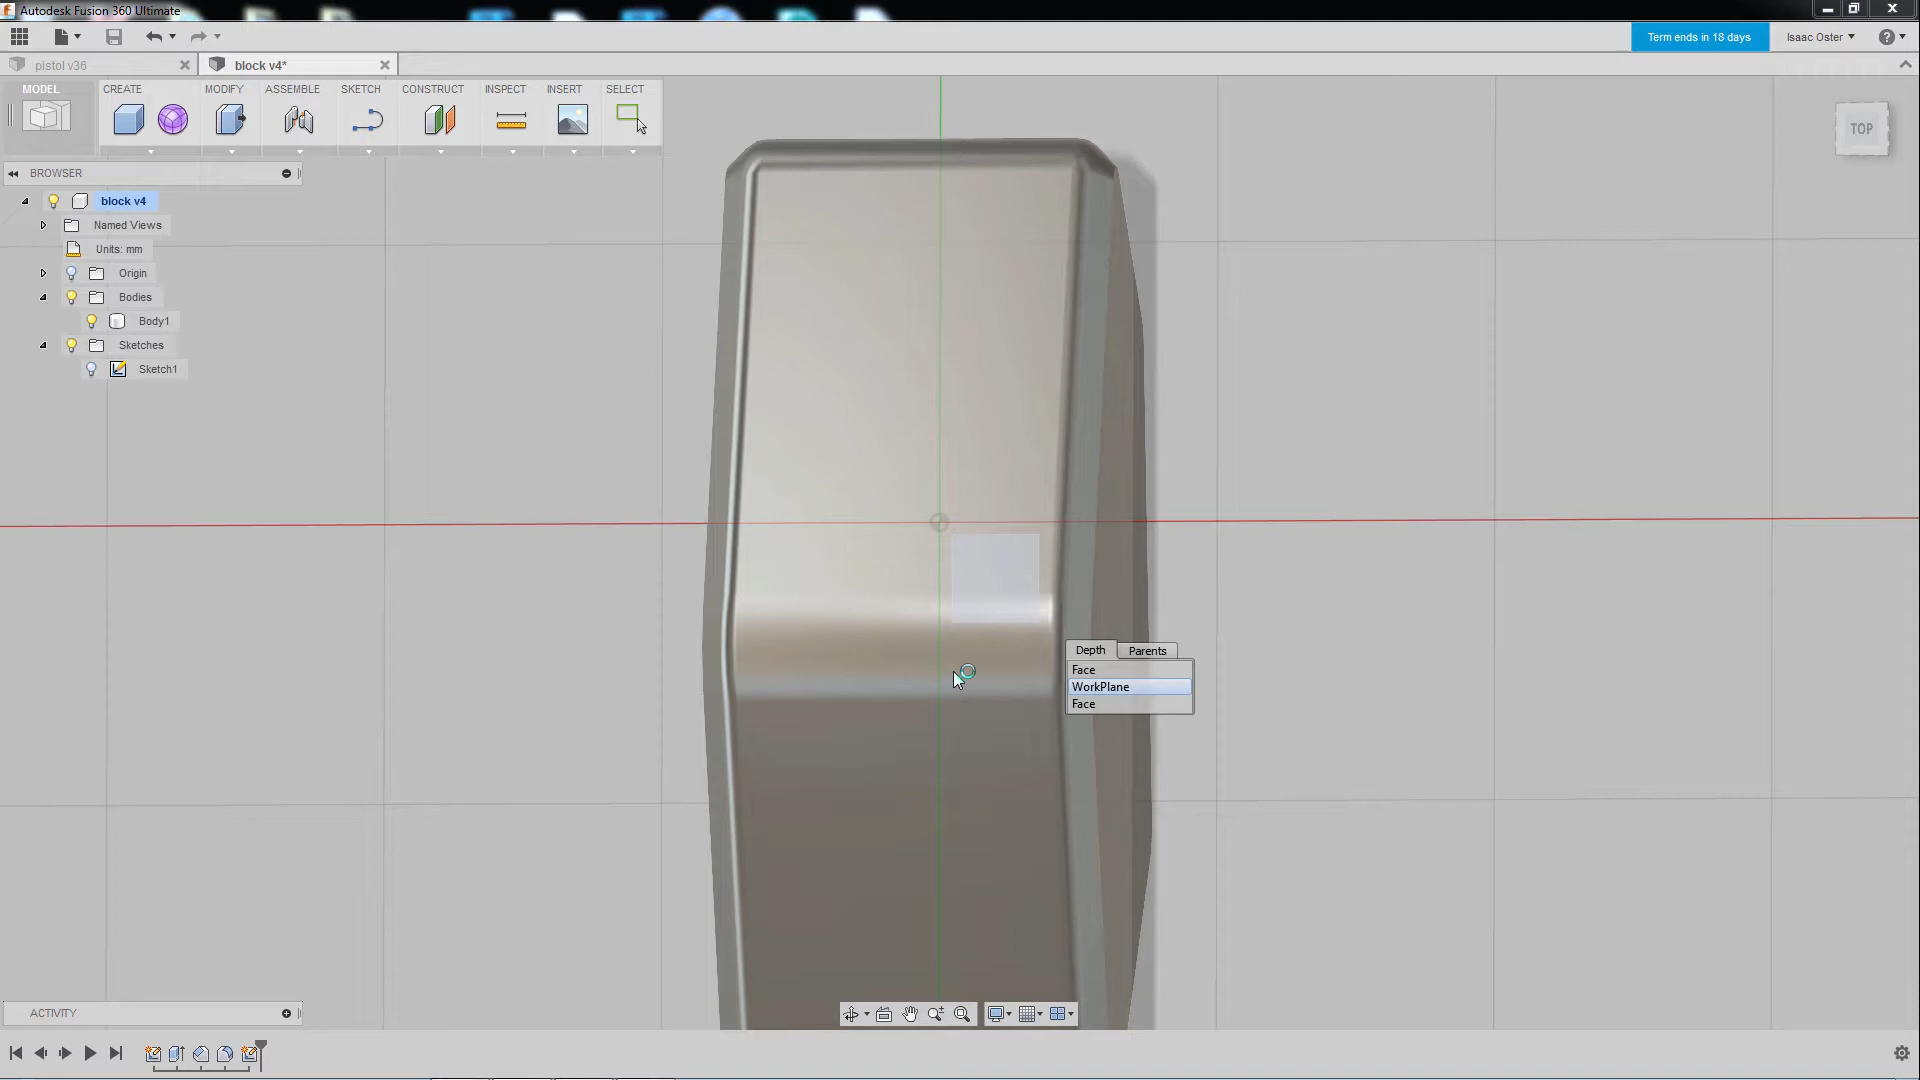 Autodesk Fusion 360 Ultimate
Term ends in 18 days
Isaac Oster
pistol v36
block v4*
MODEL
CREATE
MODIFY
ASSEMBLE
SKETCH
CONSTRUCT
INSPECT
INSERT
SELECT
TOP
BROWSER
block v4
Named Views
Units: mm
Origin
Bodies
Body1
Sketches
Sketch1
Depth
Parents
Face
WorkPlane
Face
ACTIVITY